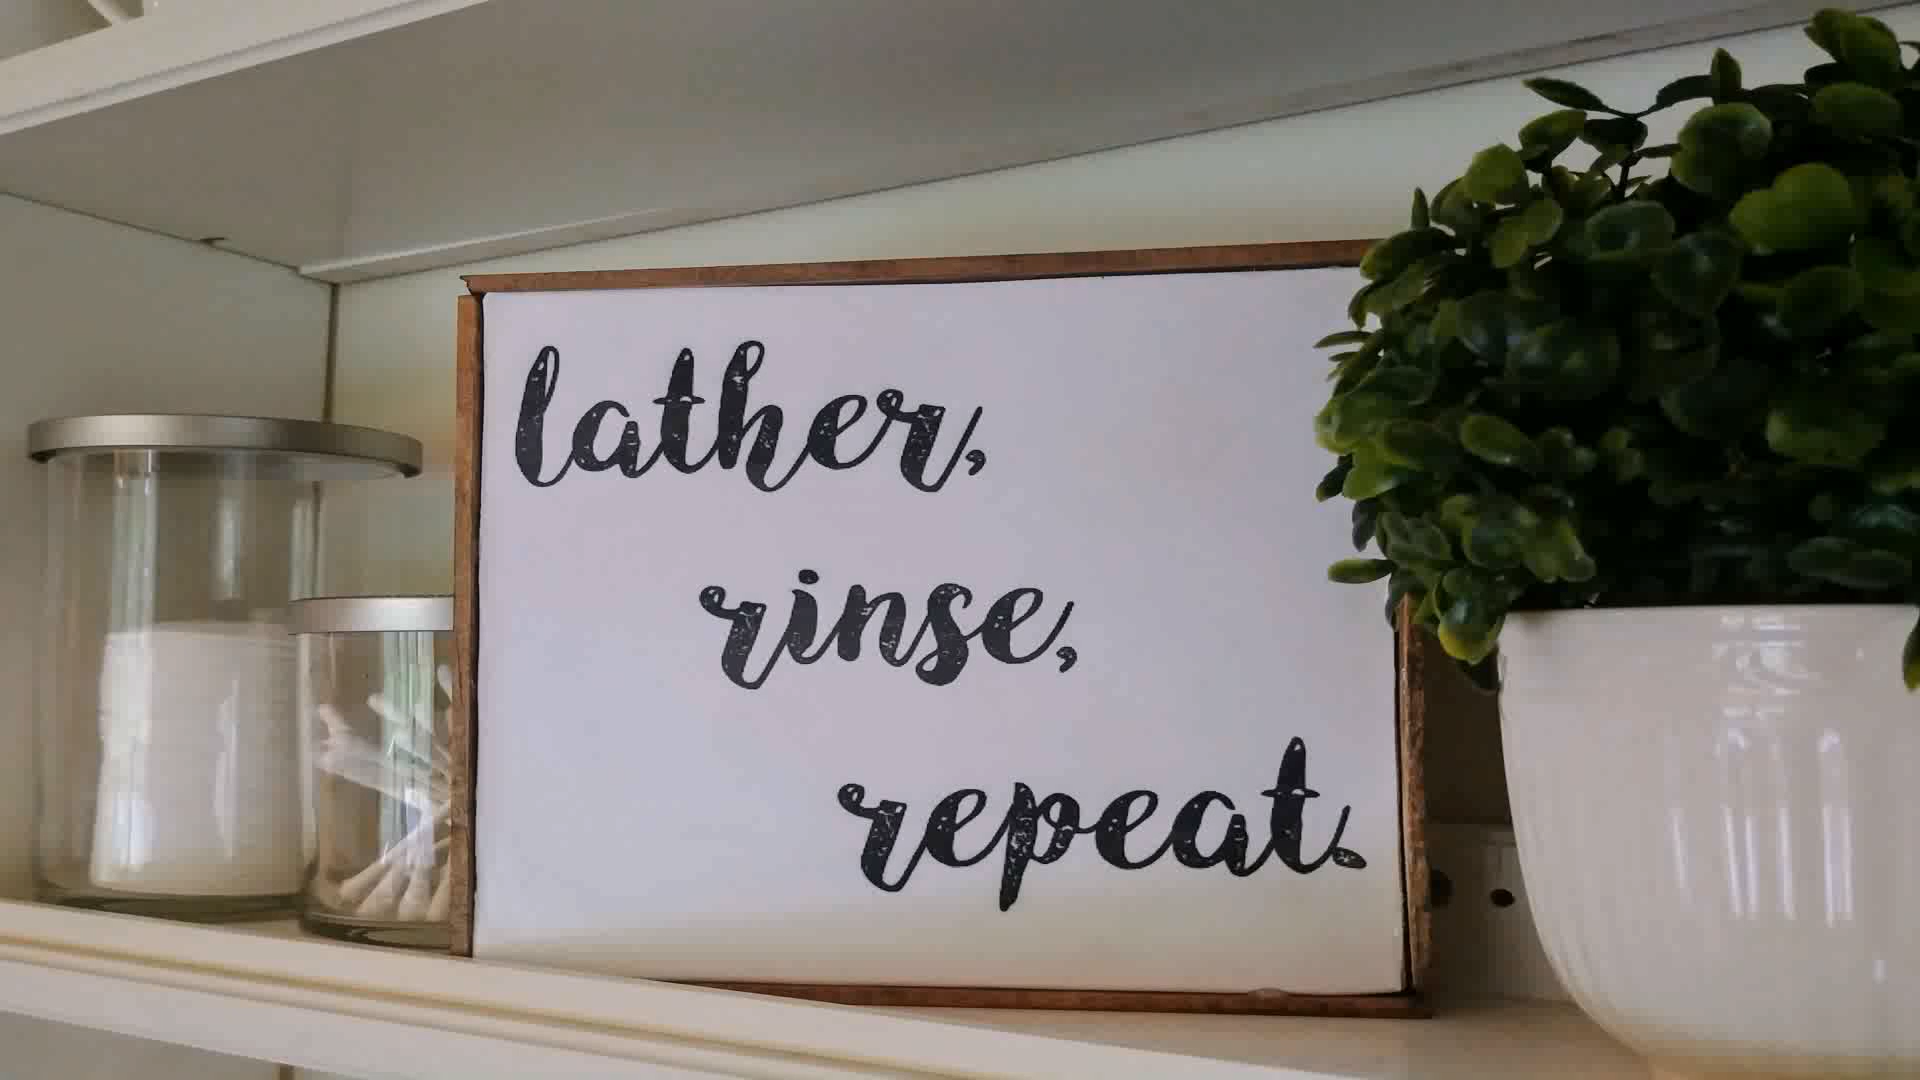 lather,
rinse,
repeat.